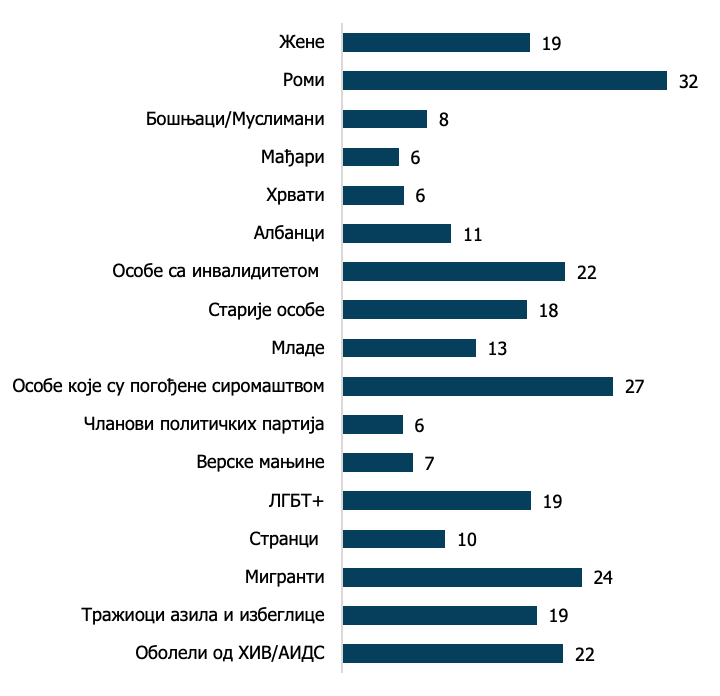 Жене 19
Роми 32
Бошњаци/Муслимани 8
Мађари 6
Хрвати 6
Албанци 11
Особе са инвалидитетом 22
Старије особе 18
Младе 13
Особе које су погођене сиромаштвом 27
Чланови политичких партија 6
Верске мањине 7
ЛГБТ+ 19
Странци 10
Мигранти 24
Тражиоци азила и избеглице 19
Оболели од ХИВ/АИДС 22